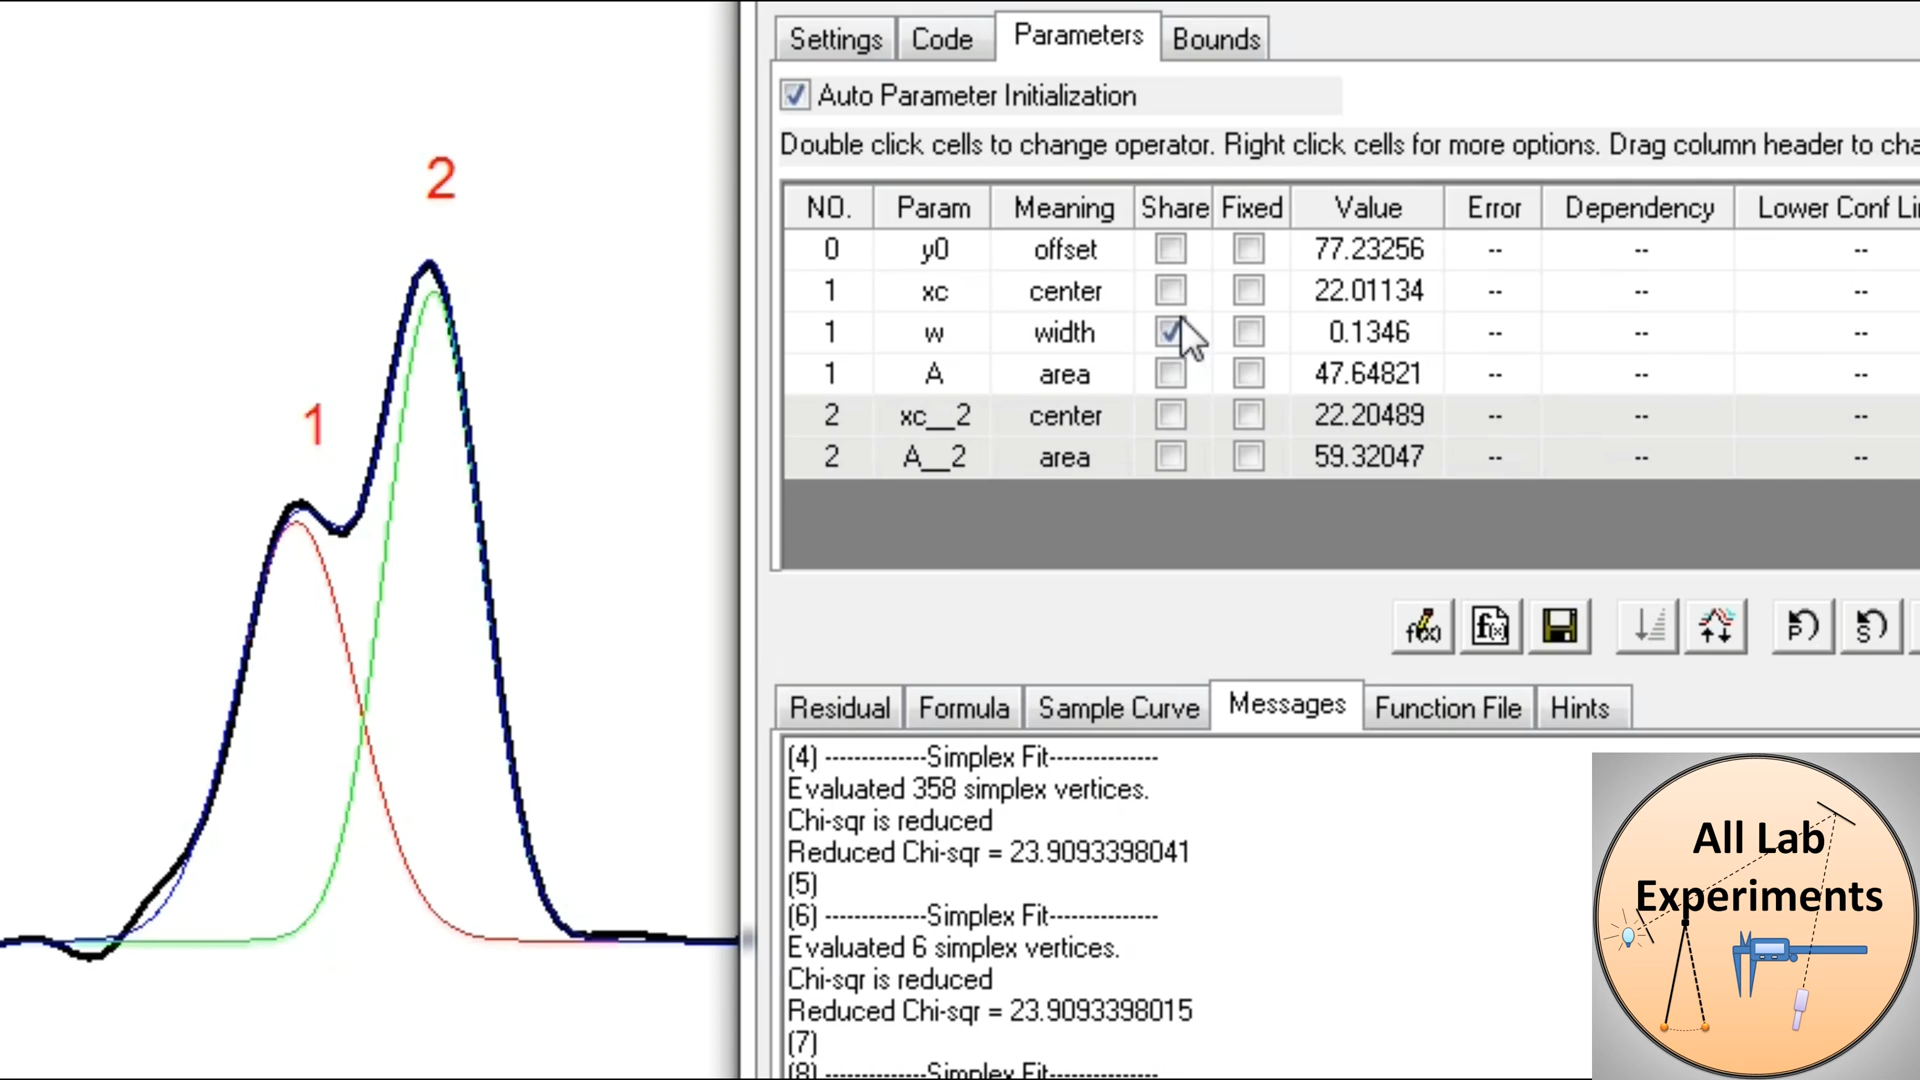 Settings Code Parameters Bounds
Auto Parameter Initialization
Double click cells to change operator. Right click cells for more options. Drag column header to cha
NO. Param Meaning Share Fixed Value Error Dependency Lower Conf Li
0 y0 offset 77.23256 -- -- --
1 xc center 22.01134 -- -- --
1 w width 0.1346 -- -- --
1 A area 47.64821 -- -- --
2 xc__2 center 22.20489 -- -- --
2 A__2 area 59.32047 -- -- --
2
1
f(x) f(x) P S
Residual Formula Sample Curve Messages Function File Hints
(4) -------------Simplex Fit---------------
Evaluated 358 simplex vertices.
Chi-sqr is reduced
Reduced Chi-sqr = 23.9093398041
(5)
(6) -------------Simplex Fit---------------
Evaluated 6 simplex vertices.
Chi-sqr is reduced
Reduced Chi-sqr = 23.9093398015
(7)
(8) -------------Simplex Fit---------------
All Lab
Experiments